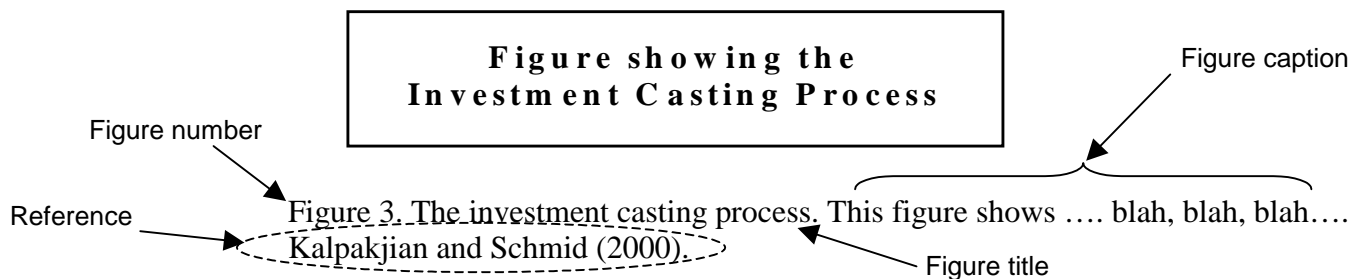 Figure showing the
Investment Casting Process
Figure caption
Figure number
Reference
Figure 3. The investment casting process. This figure shows .... blah, blah, blah....
Kalpakjian and Schmid (2000).
Figure title